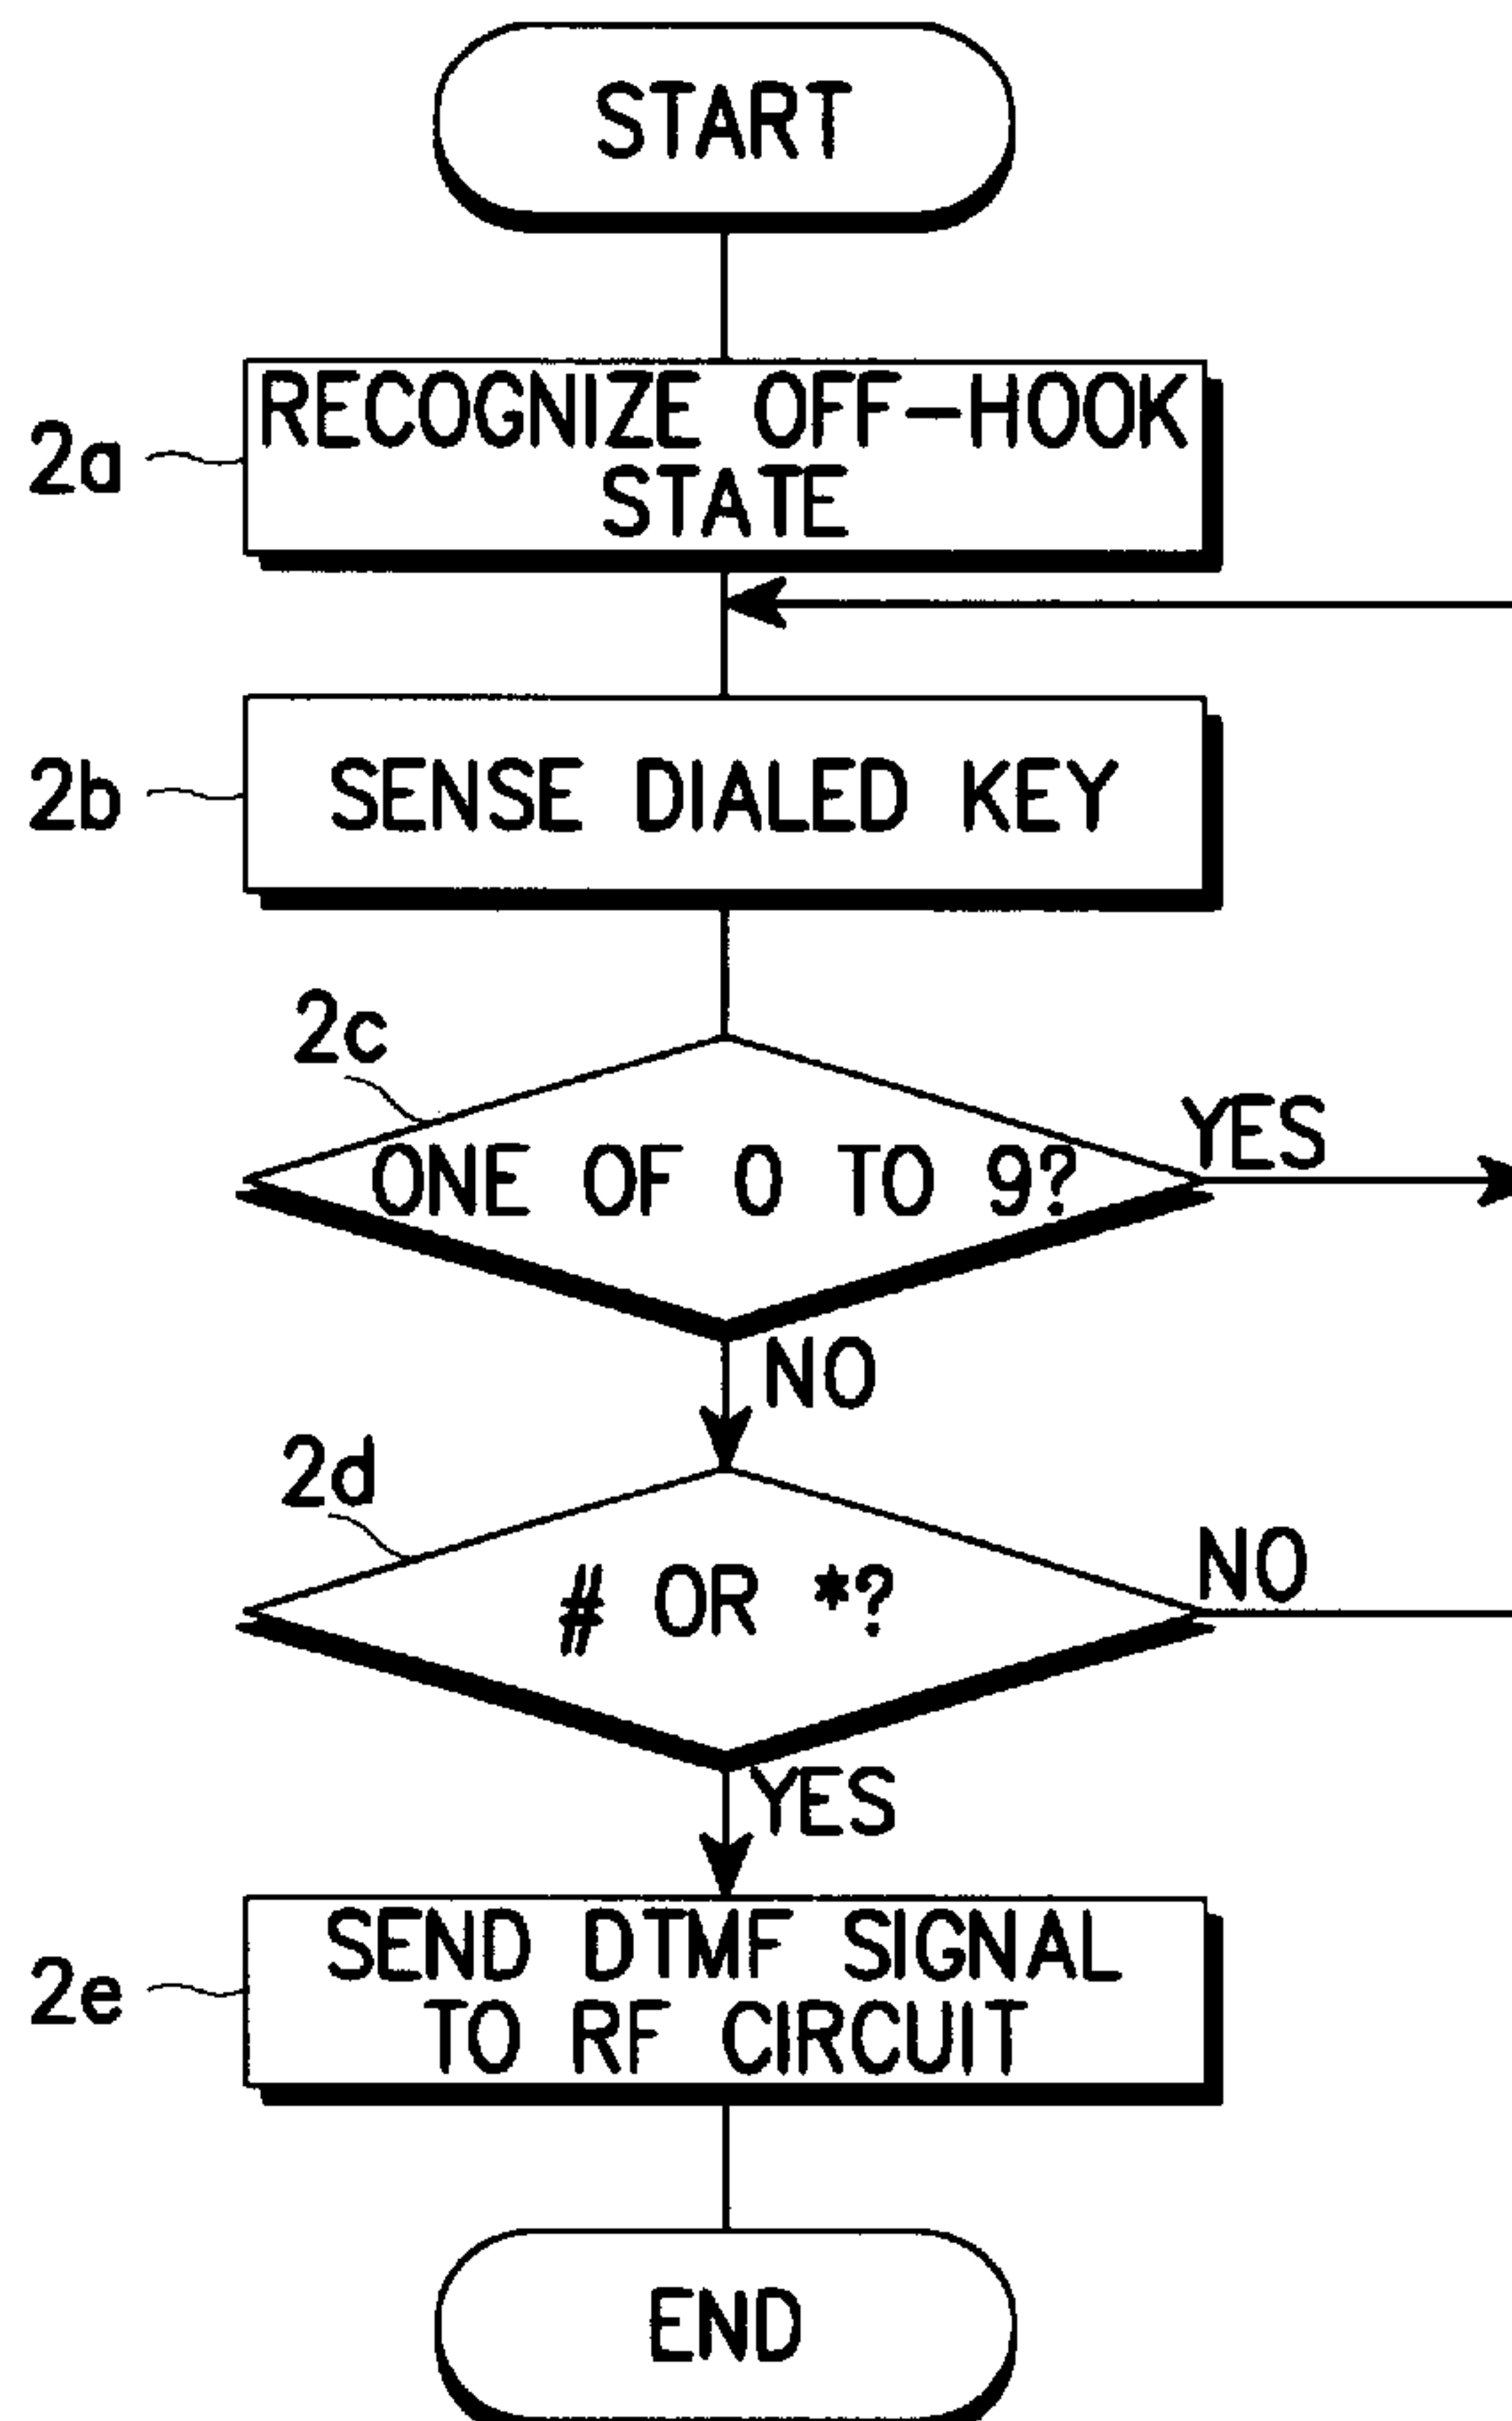 START
2a
RECOGNIZE OFF-HOOK
STATE
2b
SENSE DIALED KEY
2c
ONE OF 0 TO 9?
YES
NO
2d
# OR *?
NO
YES
2e
SEND DTMF SIGNAL
TO RF CIRCUIT
END